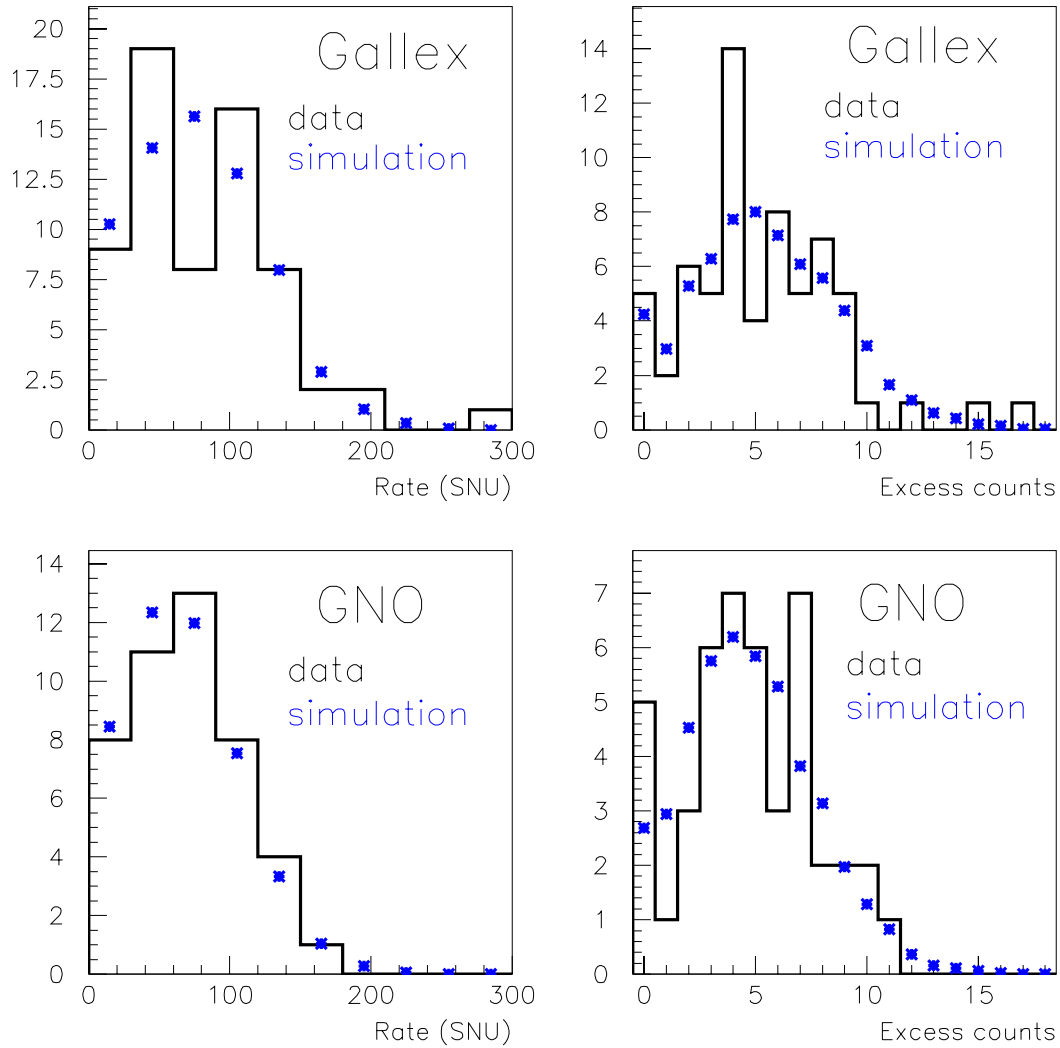 Gallex
data
simulation
20
17.5
15
12.5
10
7.5
5
2.5
0
0 100 200 300
Rate (SNU)
Gallex
data
simulation
14
12
10
8
6
4
2
0
0 5 10 15
Excess counts
GNO
data
simulation
14
12
10
8
6
4
2
0
0 100 200 300
Rate (SNU)
GNO
data
simulation
7
6
5
4
3
2
1
0
0 5 10 15
Excess counts